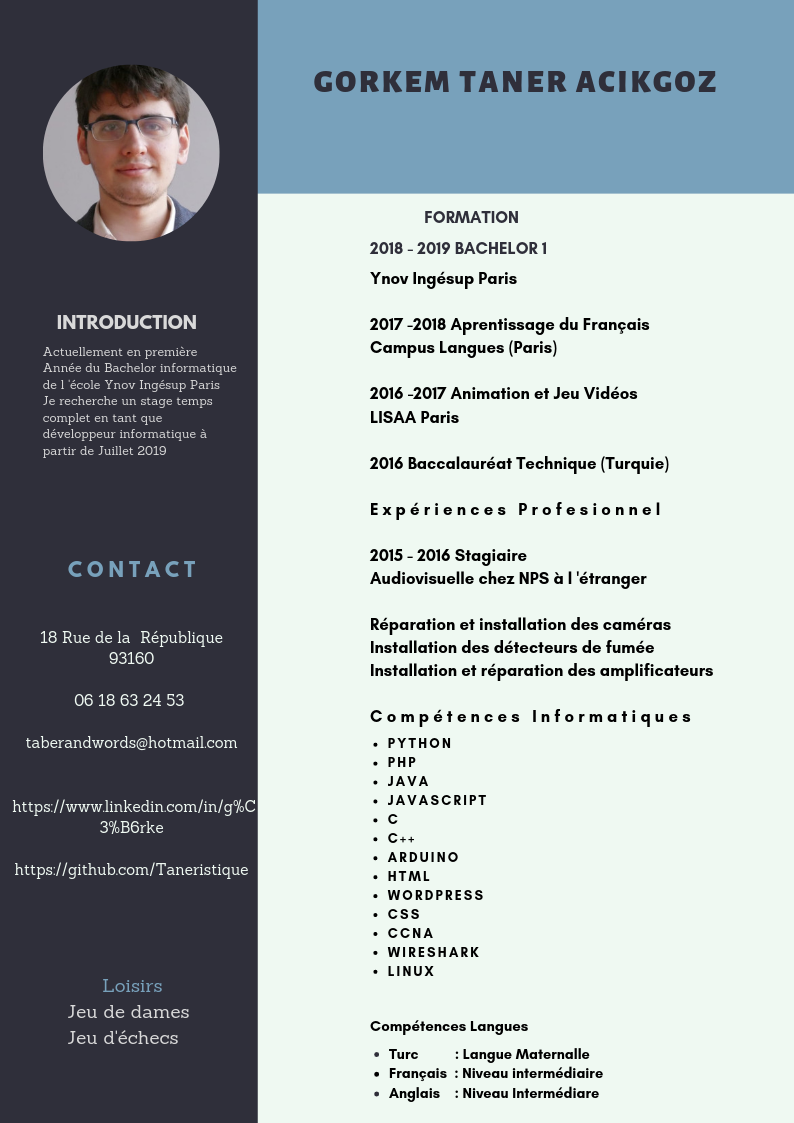 GORKEM TANER ACIKGOZ
INTRODUCTION
Actuellement en première
Année du Bachelor informatique
de l 'école Ynov Ingésup Paris
Je recherche un stage temps
complet en tant que
développeur informatique à
partir de Juillet 2019
CONTACT
18 Rue de la  République
93160
06 18 63 24 53
taberandwords@hotmail.com
https://www.linkedin.com/in/g%C
3%B6rke
https://github.com/Taneristique
Loisirs
Jeu de dames
Jeu d'échecs
FORMATION
2018 - 2019 BACHELOR 1
Ynov Ingésup Paris
2017 -2018 Aprentissage du Français
Campus Langues (Paris)
2016 -2017 Animation et Jeu Vidéos
LISAA Paris
2016 Baccalauréat Technique (Turquie)
Expériences Profesionnel
2015 - 2016 Stagiaire
Audiovisuelle chez NPS à l 'étranger
Réparation et installation des caméras
Installation des détecteurs de fumée
Installation et réparation des amplificateurs
Compétences Informatiques
• PYTHON
• PHP
• JAVA
• JAVASCRIPT
• C
• C++
• ARDUINO
• HTML
• WORDPRESS
• CSS
• CCNA
• WIRESHARK
• LINUX
Compétences Langues
• Turc : Langue Maternalle
• Français : Niveau intermédiaire
• Anglais : Niveau Intermédiare